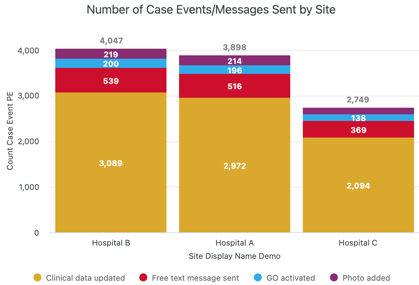 Number of Case Events/Messages Sent by Site
Count Case Event PE
4,000
3,000
2,000
1,000
0
4,047
219
200
539
3,089
3,898
214
196
516
2,972
2,749
138
369
2,094
Hospital B
Hospital A
Hospital C
Site Display Name Demo
Clinical data updated
Free text message sent
GO activated
Photo added